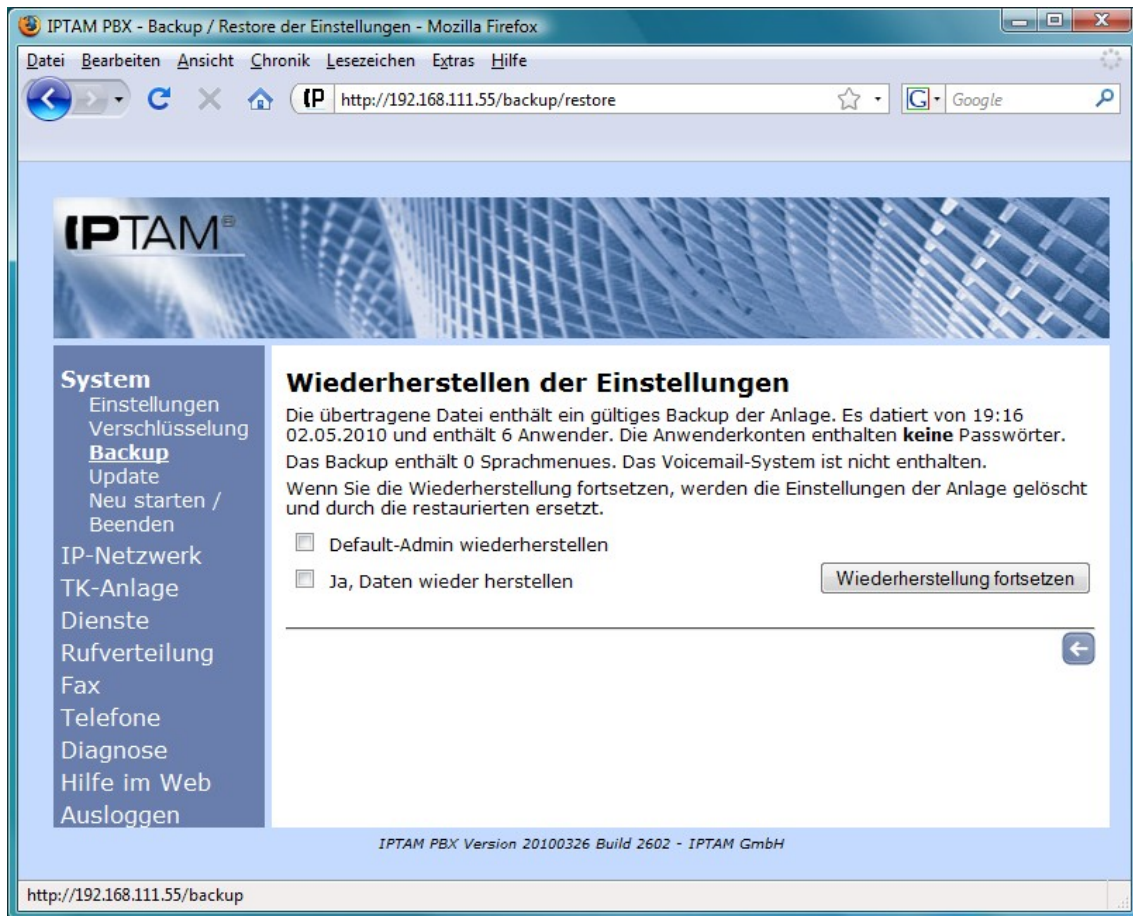 IPTAM PBX - Backup / Restore der Einstellungen - Mozilla Firefox
Datei Bearbeiten Ansicht Chronik Lesezeichen Extras Hilfe
(P http://192.168.111.55/backup/restore G Google
IPTAM®
System
Einstellungen
Verschlüsselung
Backup
Update
Neu starten /
Beenden
IP-Netzwerk
TK-Anlage
Dienste
Rufverteilung
Fax
Telefone
Diagnose
Hilfe im Web
Ausloggen
Wiederherstellen der Einstellungen
Die übertragene Datei enthält ein gültiges Backup der Anlage. Es datiert von 19:16
02.05.2010 und enthält 6 Anwender. Die Anwenderkonten enthalten keine Passwörter.
Das Backup enthält 0 Sprachmenues. Das Voicemail-System ist nicht enthalten.
Wenn Sie die Wiederherstellung fortsetzen, werden die Einstellungen der Anlage gelöscht
und durch die restaurierten ersetzt.
Default-Admin wiederherstellen
Ja, Daten wieder herstellen
Wiederherstellung fortsetzen
IPTAM PBX Version 20100326 Build 2602 - IPTAM GmbH
http://192.168.111.55/backup